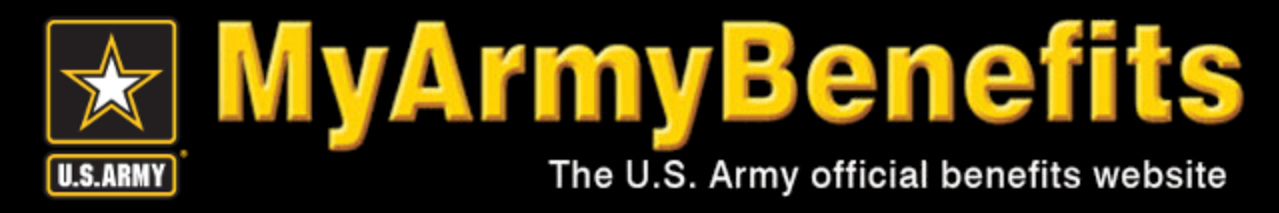 MyArmyBenefits
U.S.ARMY
The U.S. Army official benefits website